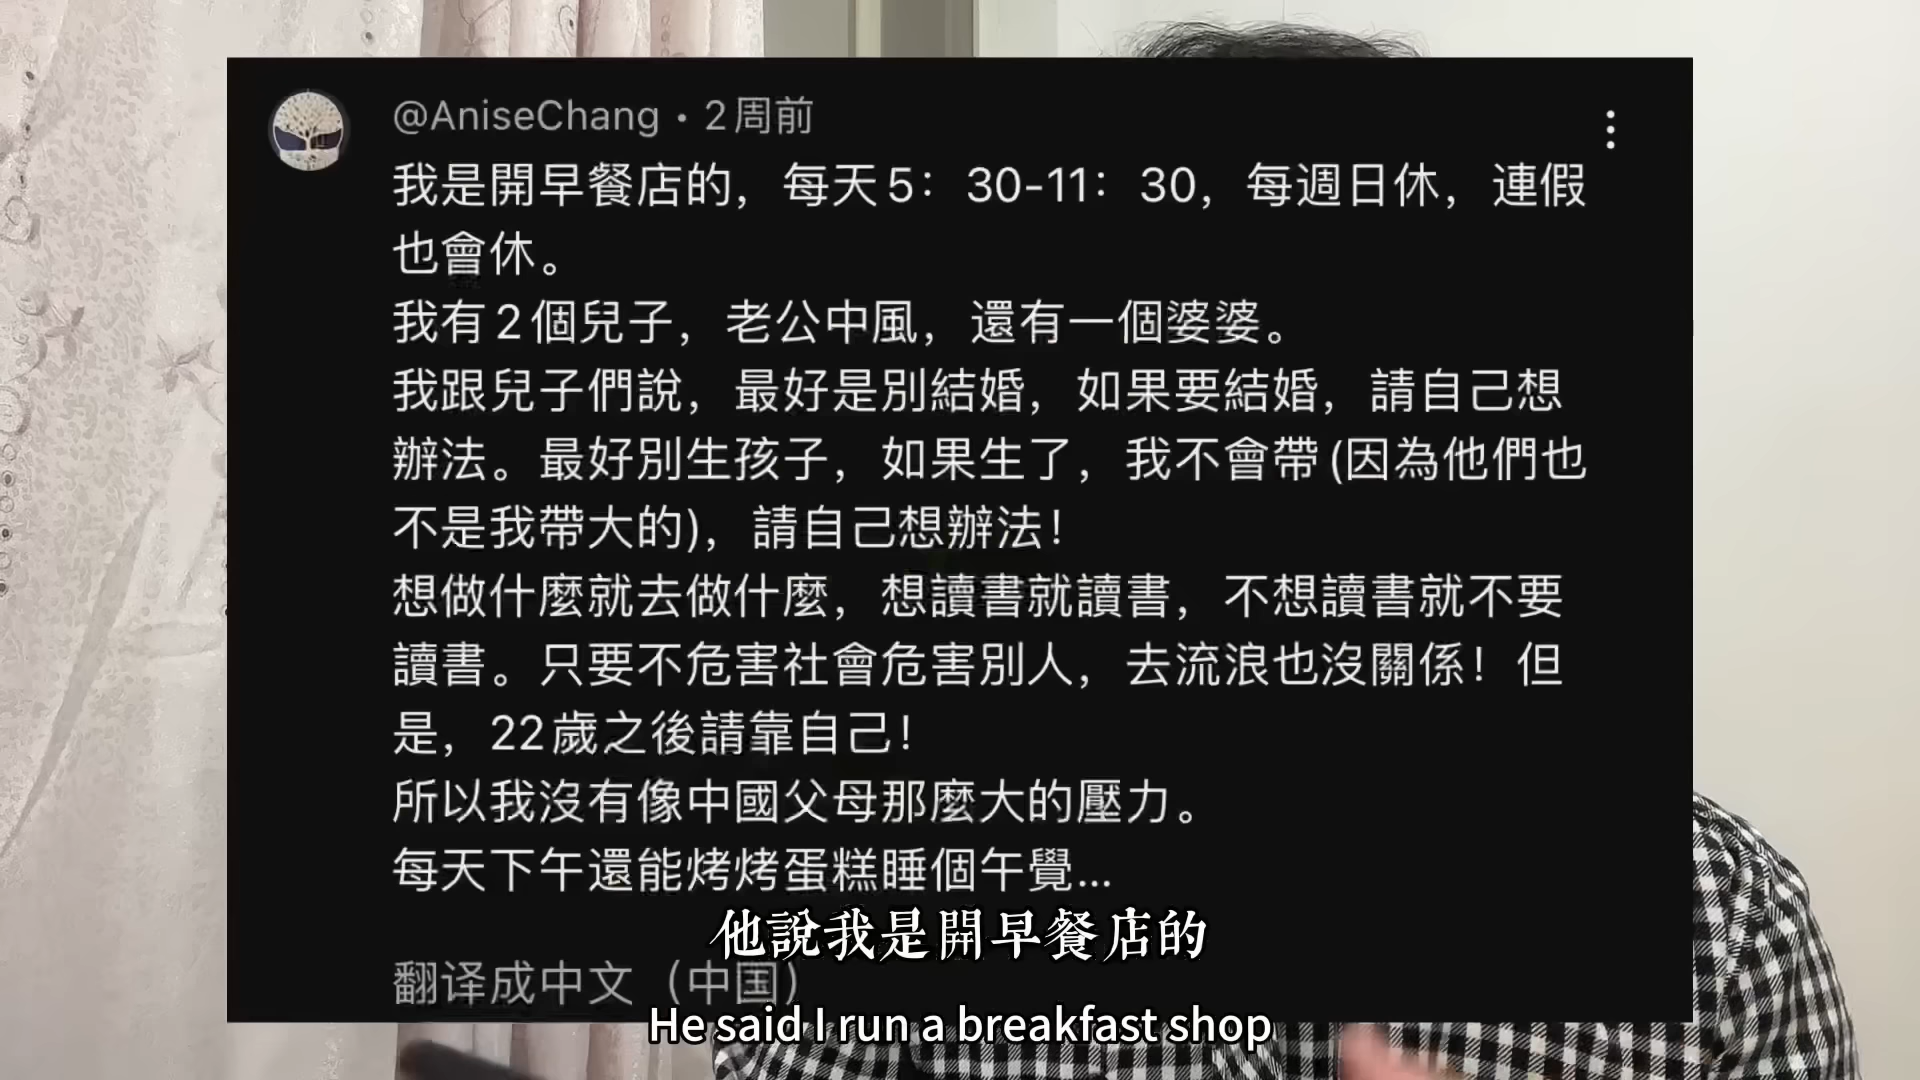 @AniseChang • 2周前
我是開早餐店的，每天5：30-11：30，每週日休，連假
也會休。
我有2個兒子，老公中風，還有一個婆婆。
我跟兒子們說，最好是別結婚，如果要結婚，請自己想
辦法。最好別生孩子，如果生了，我不會帶(因為他們也
不是我帶大的)，請自己想辦法！
想做什麼就去做什麼，想讀書就讀書，不想讀書就不要
讀書。只要不危害社會危害別人，去流浪也沒關係！但
是，22歲之後請靠自己！
所以我沒有像中國父母那麼大的壓力。
每天下午還能烤烤蛋糕睡個午覺...
他說我是開早餐店的
翻译成中文（中国）
He said I run a breakfast shop